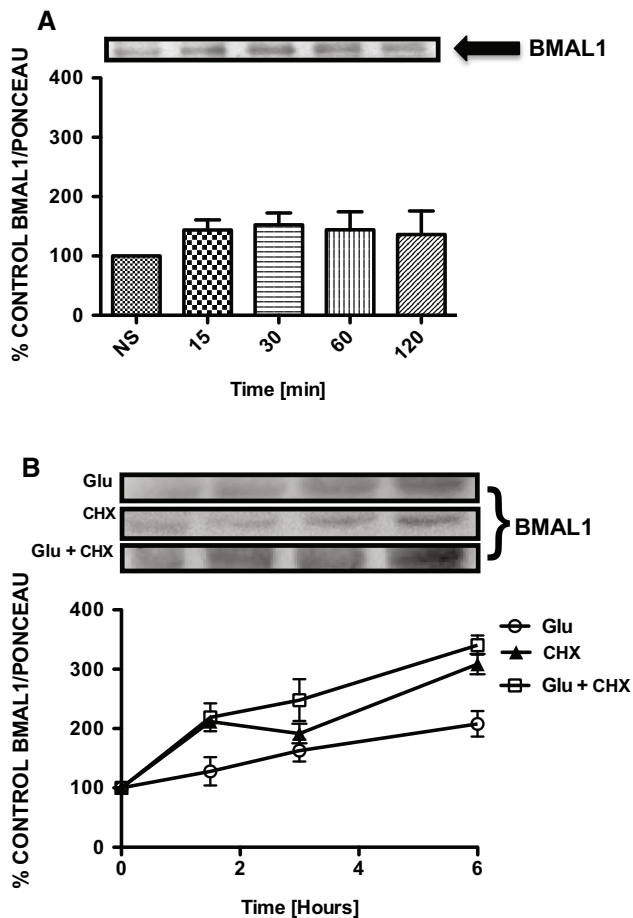 A
BMAL1
% CONTROL BMAL1/PONCEAU
400
300
200
100
0
NS 15 30 60 120
Time [min]
B
Glu
CHX
Glu + CHX
BMAL1
% CONTROL BMAL1/PONCEAU
400
300
200
100
0
0 2 4 6
Time [Hours]
Glu
CHX
Glu + CHX